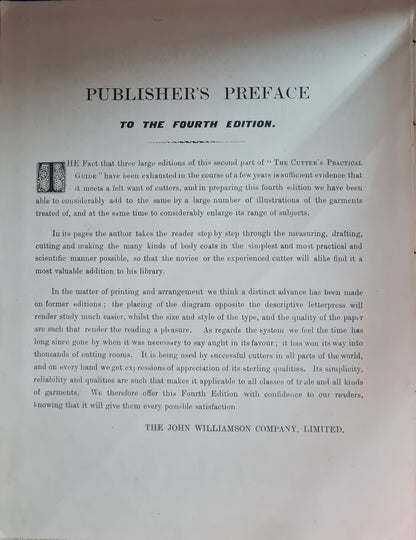 PUBLISHER'S PREFACE
TO THE FOURTH EDITION.
THE Fact that three large editions of this second part of "THE CUTTER'S PRACTICAL
GUIDE" have been exhausted in the course of a few years is sufficient evidence that
it meets a felt want of cutters, and in preparing this fourth edition we have been
able to considerably add to the same by a large number of illustrations of the garments
treated of, and at the same time to considerably enlarge its range of subjects.
In its pages the author takes the reader step by step through the measuring, drafting,
cutting and making the many kinds of body coats in the simplest and most practical and
scientific manner possible, so that the novice or the experienced cutter will alike find it a
most valuable addition to his library.
In the matter of printing and arrangement we think a distinct advance has been made
on former editions; the placing of the diagram opposite the descriptive letterpress will
render study much easier, whilst the size and style of the type, and the quality of the paper
are such that render the reading a pleasure. As regards the system we feel the time has
long since gone by when it was necessary to say aught in its favour; it has won its way into
thousands of cutting rooms. It is being used by successful cutters in all parts of the world,
and on every hand we get expressions of appreciation of its sterling qualities. Its simplicity,
reliability and qualities are such that makes it applicable to all classes of trade and all kinds
of garments. We therefore offer this Fourth Edition with confidence to our readers,
knowing that it will give them every possible satisfaction
THE JOHN WILLIAMSON COMPANY, LIMITED.